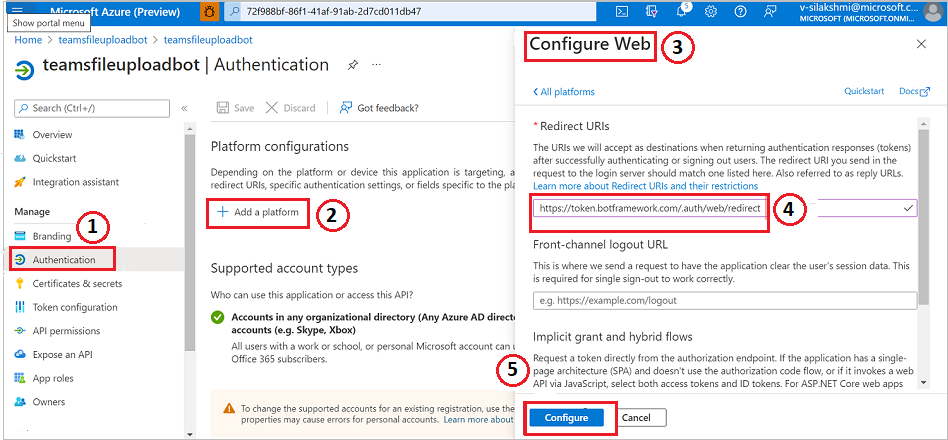 Microsoft Azure (Preview)
72f988bf-86f1-41af-91ab-2d7cd011db47
5
v-silakshmi@microsoft.c...
MICROSOFT (MICROSOFT.ONMI...
Show portal menu
Home > teamsfileuploadbot > teamsfileuploadbot
teamsfileuploadbot | Authentication
...
Search (Ctrl+/)
«
Overview
Quickstart
Integration assistant
Manage
1
Branding
Authentication
Certificates & secrets
Token configuration
API permissions
Expose an API
App roles
Owners
Save
Discard
Got feedback?
Platform configurations
Depending on the platform or device this application is targeting, a
redirect URIs, specific authentication settings, or fields specific to the pla
+ Add a platform
2
Supported account types
Who can use this application or access this API?
Accounts in any organizational directory (Any Azure AD directo
accounts (e.g. Skype, Xbox)
All users with a work or school, or personal Microsoft account can u
Office 365 subscribers.
To change the supported accounts for an existing registration, use the
properties may cause errors for personal accounts. Learn more about
Configure Web
3
All platforms
Quickstart
Docs
* Redirect URIs
The URIs we will accept as destinations when returning authentication responses (tokens)
after successfully authenticating or signing out users. The redirect URI you send in the
request to the login server should match one listed here. Also referred to as reply URLs.
Learn more about Redirect URIs and their restrictions
https://token.botframework.com/.auth/web/redirect
4
Front-channel logout URL
This is where we send a request to have the application clear the user's session data. This
is required for single sign-out to work correctly.
e.g. https://example.com/logout
Implicit grant and hybrid flows
Request a token directly from the authorization endpoint. If the application has a single-
page architecture (SPA) and doesn't use the authorization code flow, or if it invokes a web
API via JavaScript, select both access tokens and ID tokens. For ASP.NET Core web apps
5
Configure
Cancel